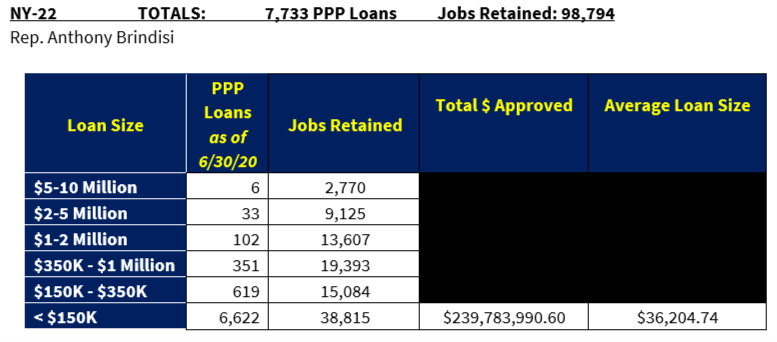 NY-22 TOTALS: 7,733 PPP Loans Jobs Retained: 98,794
Rep. Anthony Brindisi
Loan Size PPP Loans as of 6/30/20 Jobs Retained Total $ Approved Average Loan Size
$5-10 Million 6 2,770
$2-5 Million 33 9,125
$1-2 Million 102 13,607
$350K - $1 Million 351 19,393
$150K - $350K 619 15,084
< $150K 6,622 38,815 $239,783,990.60 $36,204.74